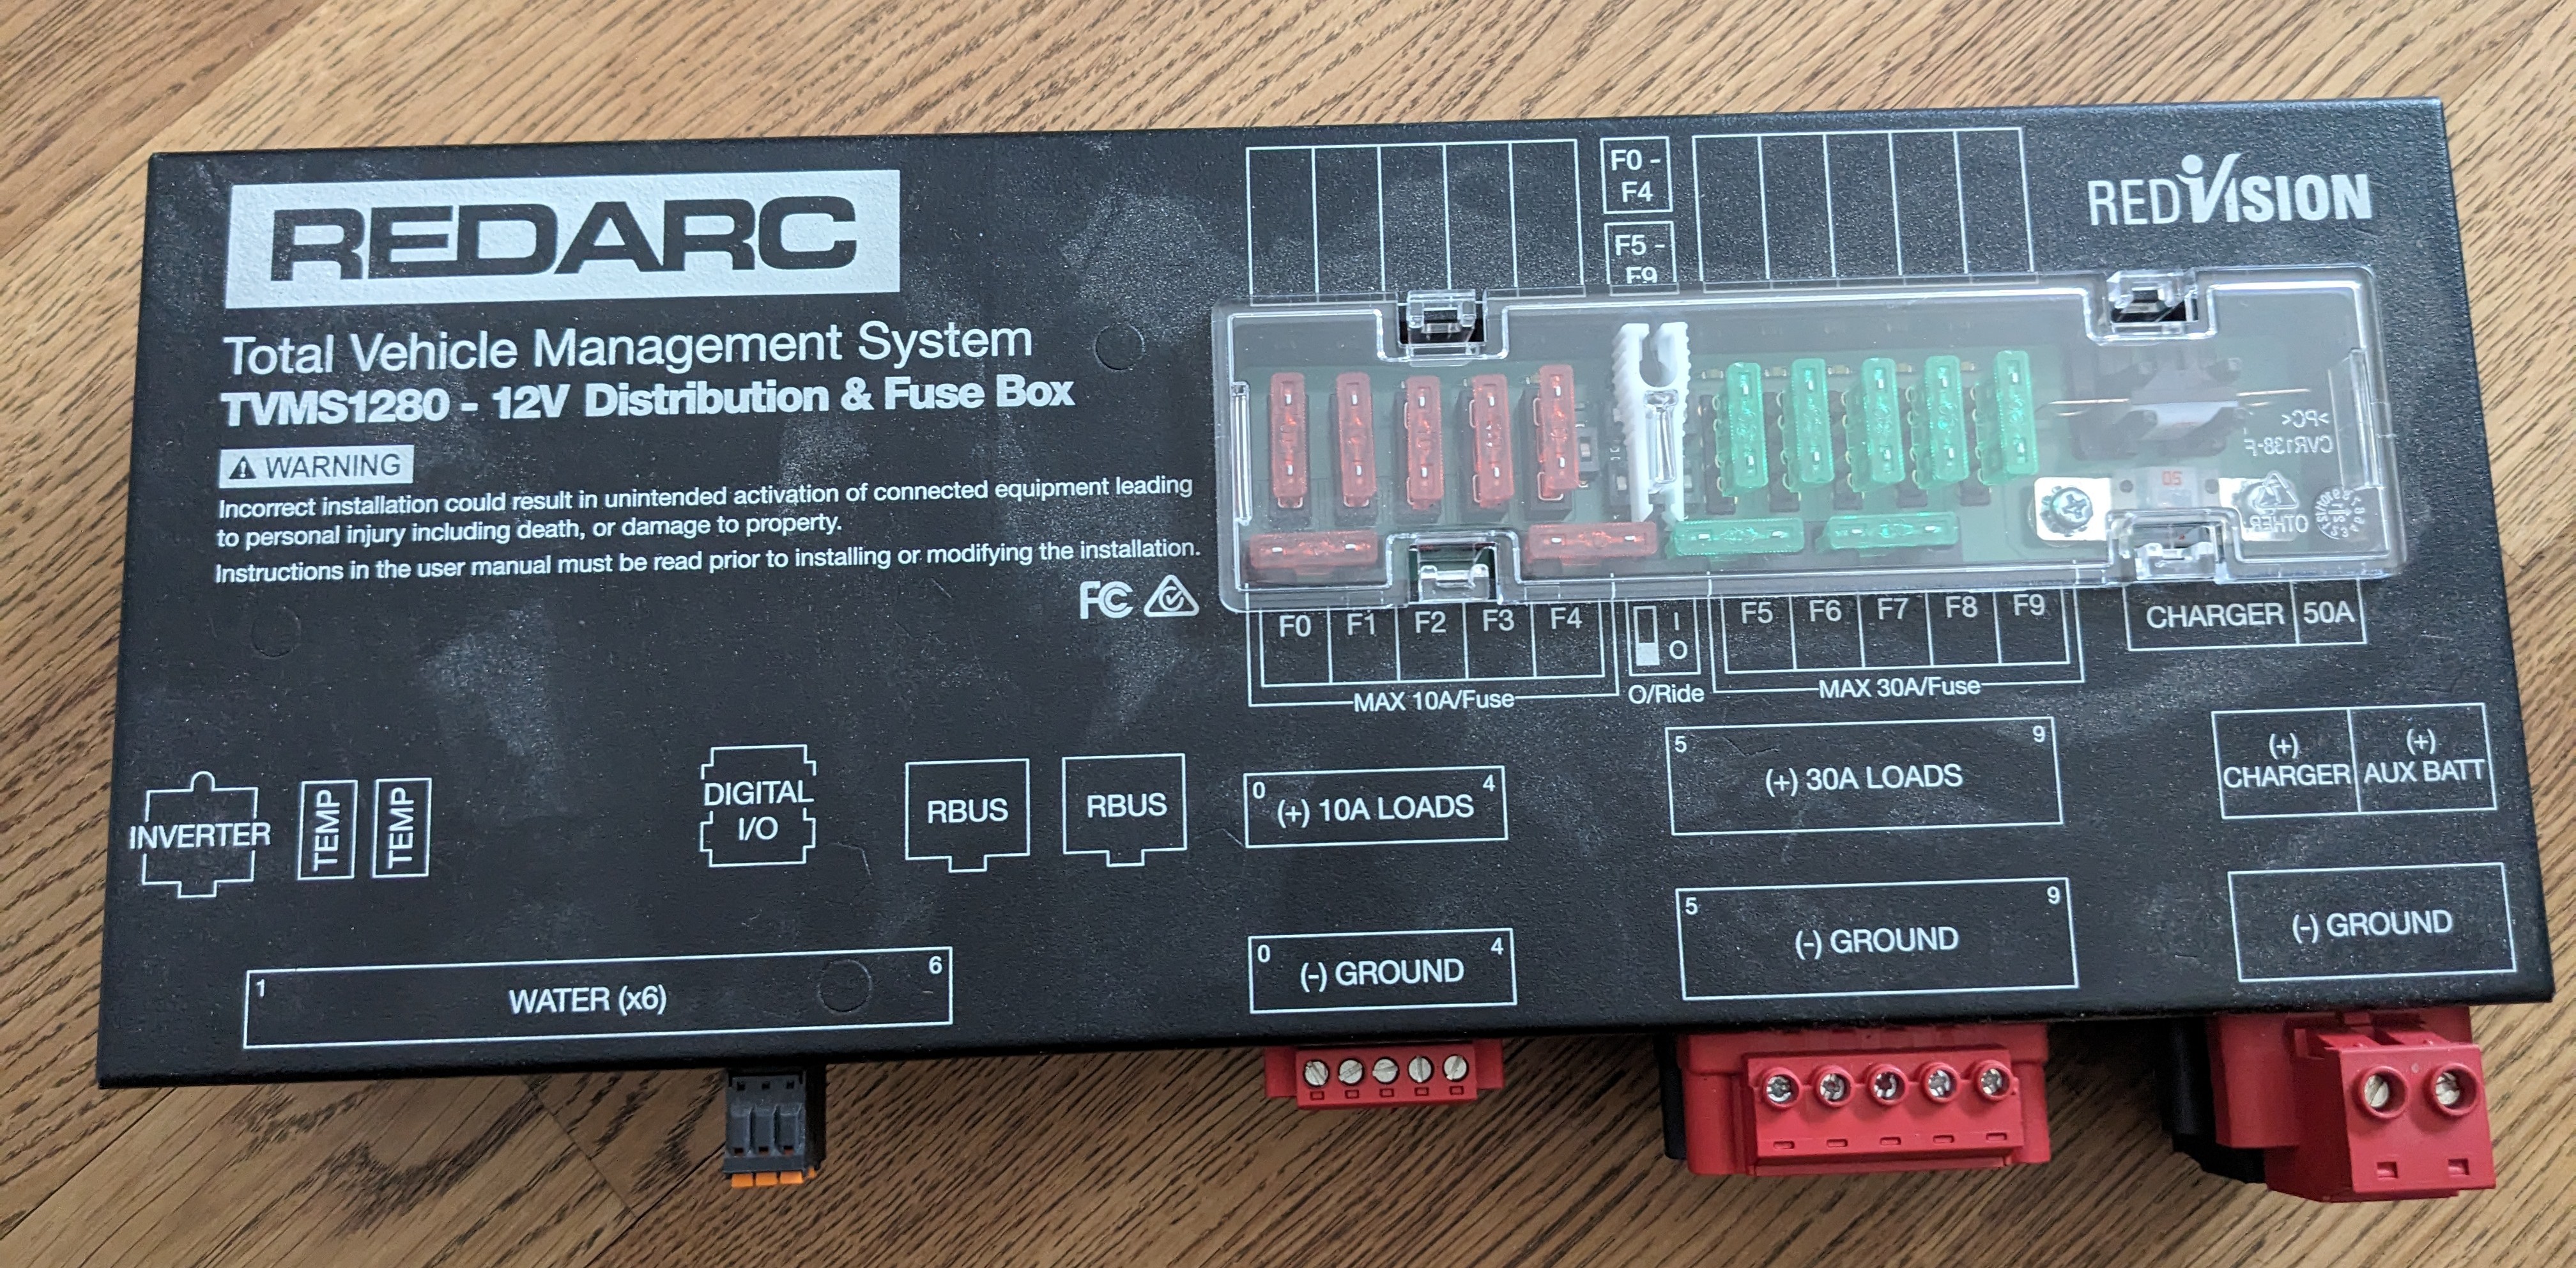 REDARC
Total Vehicle Management System
TVMS1280 - 12V Distribution & Fuse Box
WARNING
Incorrect installation could result in unintended activation of connected equipment leading
to personal injury including death, or damage to property.
Instructions in the user manual must be read prior to installing or modifying the installation.
FC
F0 -
F4
F5 -
F9
REDVISION
>PC<
CVR138-F
50
OTHER
F0 F1 F2 F3 F4
MAX 10A/Fuse
I
O
O/Ride
F5 F6 F7 F8 F9
MAX 30A/Fuse
CHARGER 50A
INVERTER
TEMP
TEMP
DIGITAL
I/O
RBUS
RBUS
0 (+) 10A LOADS 4
5 (+) 30A LOADS 9
(+)
CHARGER
(+)
AUX BATT
1 WATER (x6) 6
0 (-) GROUND 4
5 (-) GROUND 9
(-) GROUND